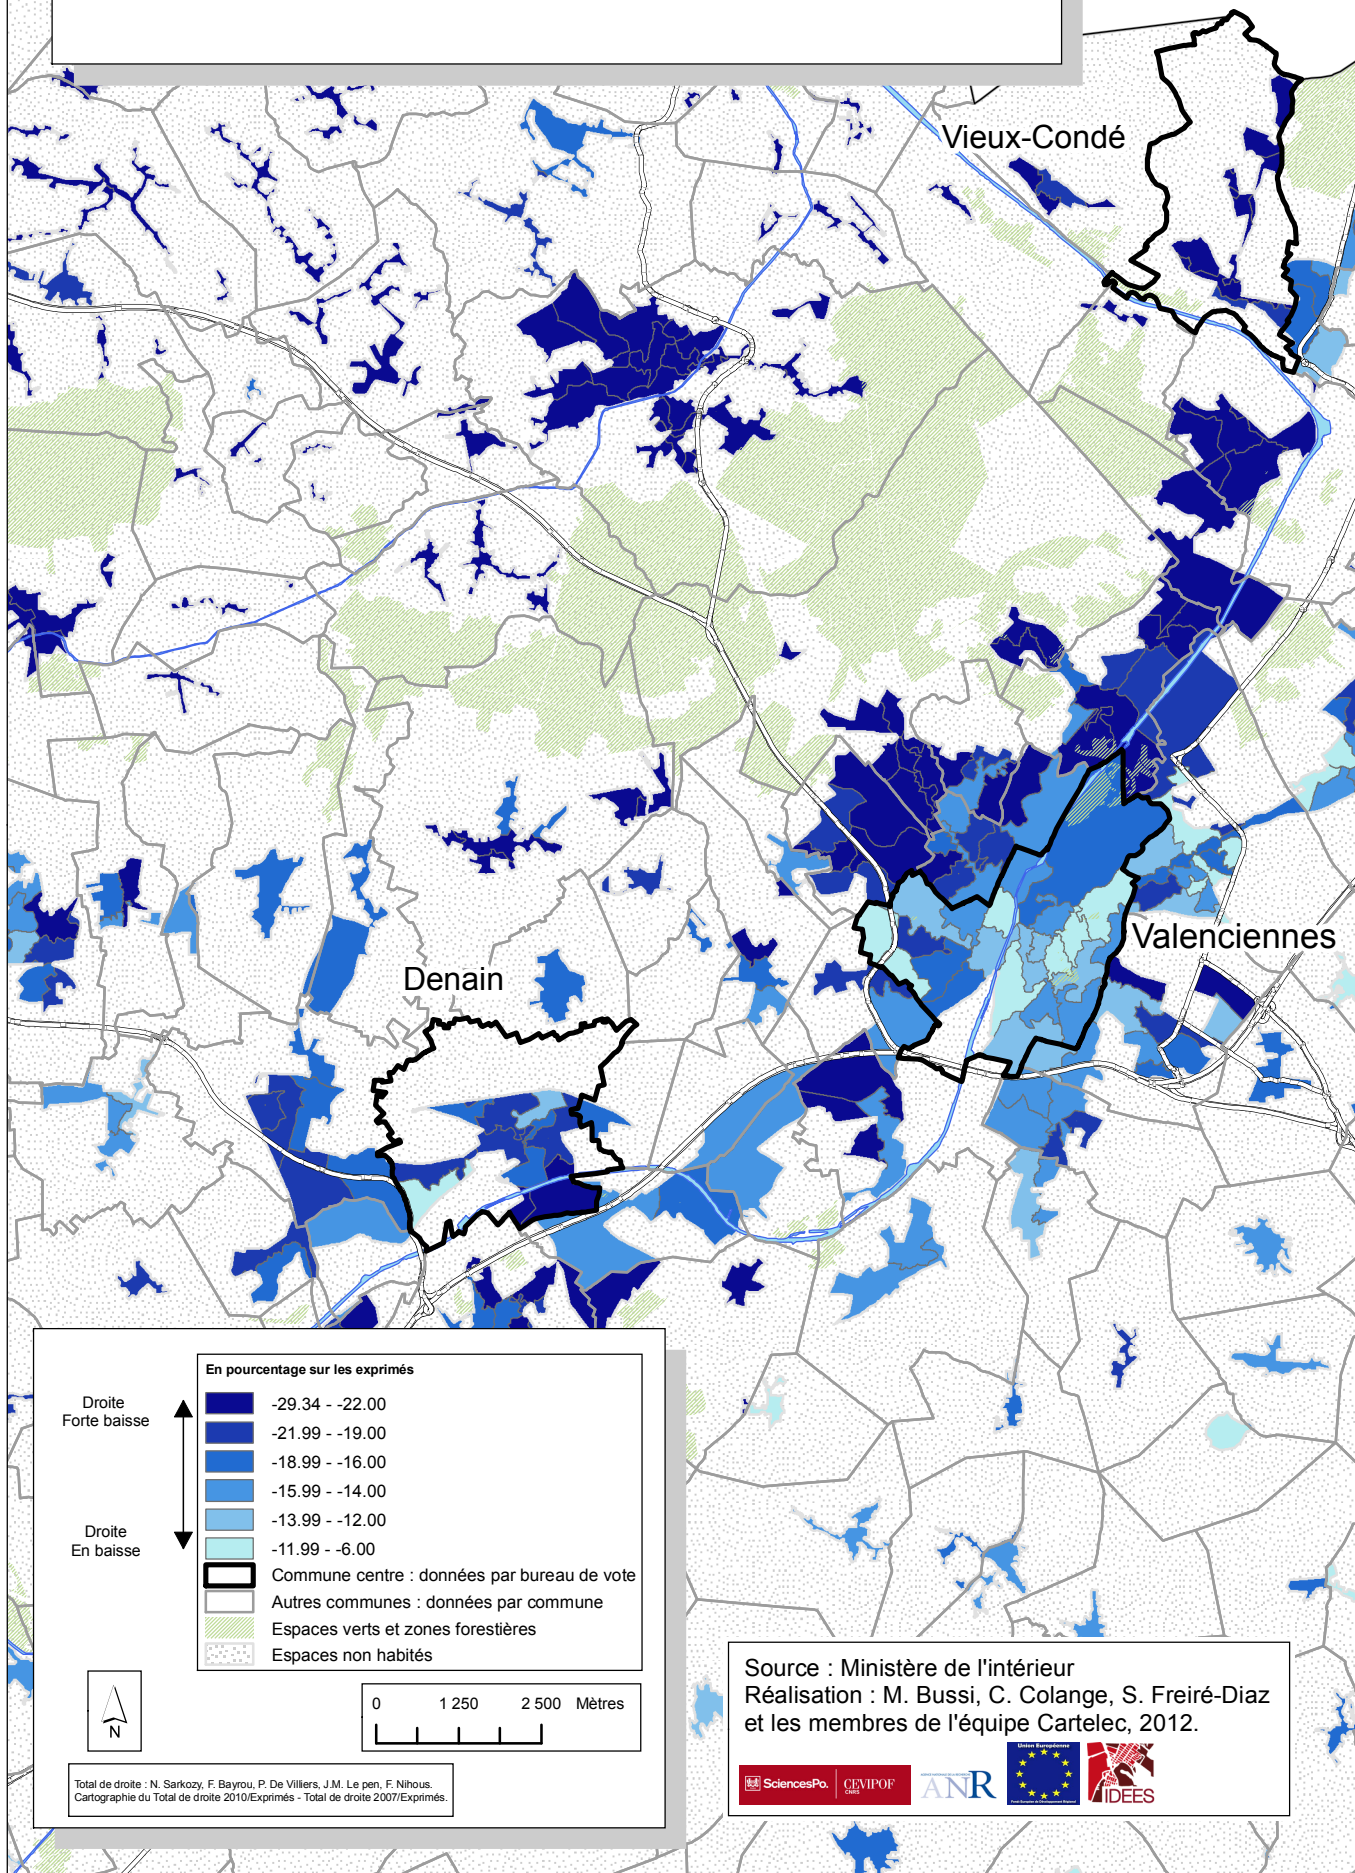 Vieux-Condé
Valenciennes
Denain
En pourcentage sur les exprimés
Droite
Forte baisse
-29.34 - -22.00
-21.99 - -19.00
-18.99 - -16.00
-15.99 - -14.00
-13.99 - -12.00
-11.99 - -6.00
Droite
En baisse
Commune centre : données par bureau de vote
Autres communes : données par commune
Espaces verts et zones forestières
Espaces non habités
N
0 1 250 2 500 Mètres
Total de droite : N. Sarkozy, F. Bayrou, P. De Villiers, J.M. Le pen, F. Nihous.
Cartographie du Total de droite 2010/Exprimés - Total de droite 2007/Exprimés.
Source : Ministère de l'intérieur
Réalisation : M. Bussi, C. Colange, S. Freiré-Diaz
et les membres de l'équipe Cartelec, 2012.
SciencesPo.
CEVIPOF
CNRS
ANR
Union Européenne
IDEES